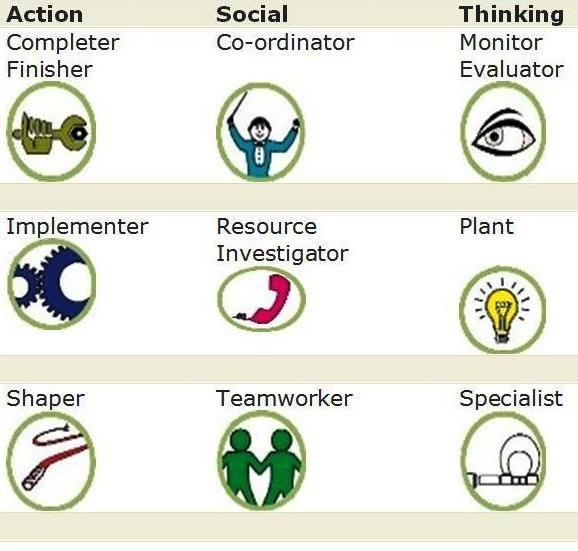 Action Social Thinking
Completer Finisher
Co-ordinator
Monitor Evaluator
Implementer
Resource Investigator
Plant
Shaper
Teamworker
Specialist